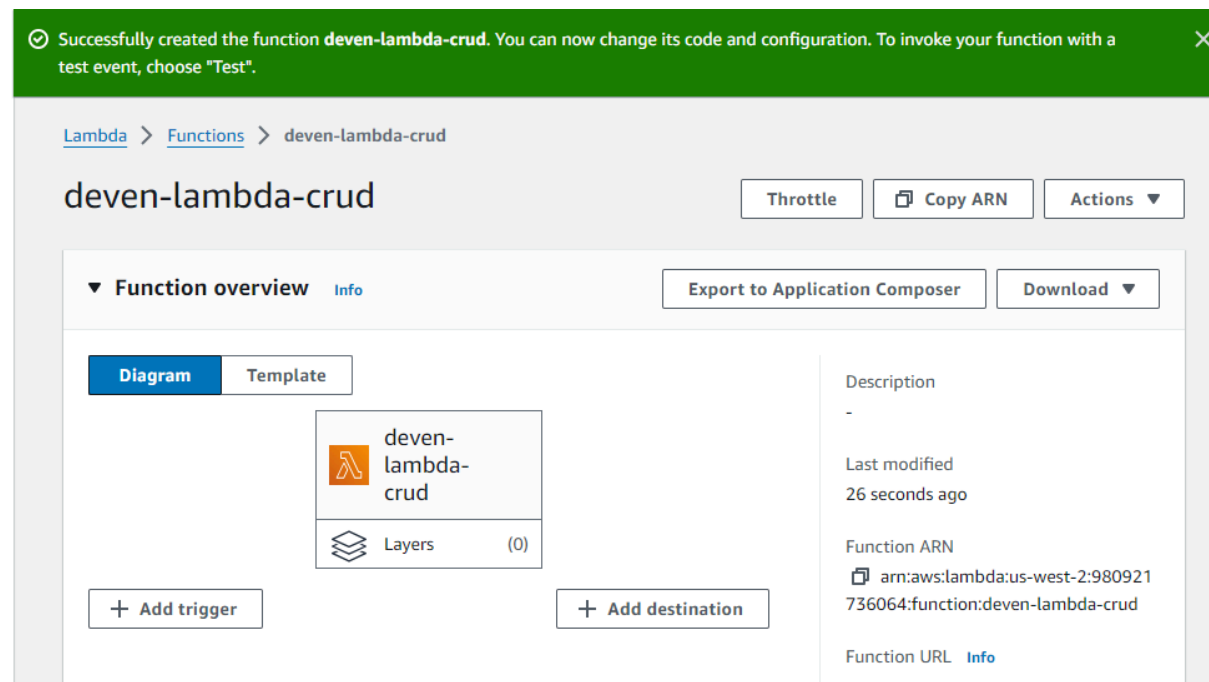 Successfully created the function deven-lambda-crud. You can now change its code and configuration. To invoke your function with a
test event, choose "Test".
Lambda > Functions > deven-lambda-crud
deven-lambda-crud
Throttle
Copy ARN
Actions
Function overview Info
Export to Application Composer
Download
Diagram
Template
deven-
lambda-
crud
Layers (0)
+ Add trigger
+ Add destination
Description
-
Last modified
26 seconds ago
Function ARN
arn:aws:lambda:us-west-2:980921
736064:function:deven-lambda-crud
Function URL Info